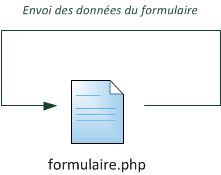 Envoi des données du formulaire
formulaire.php